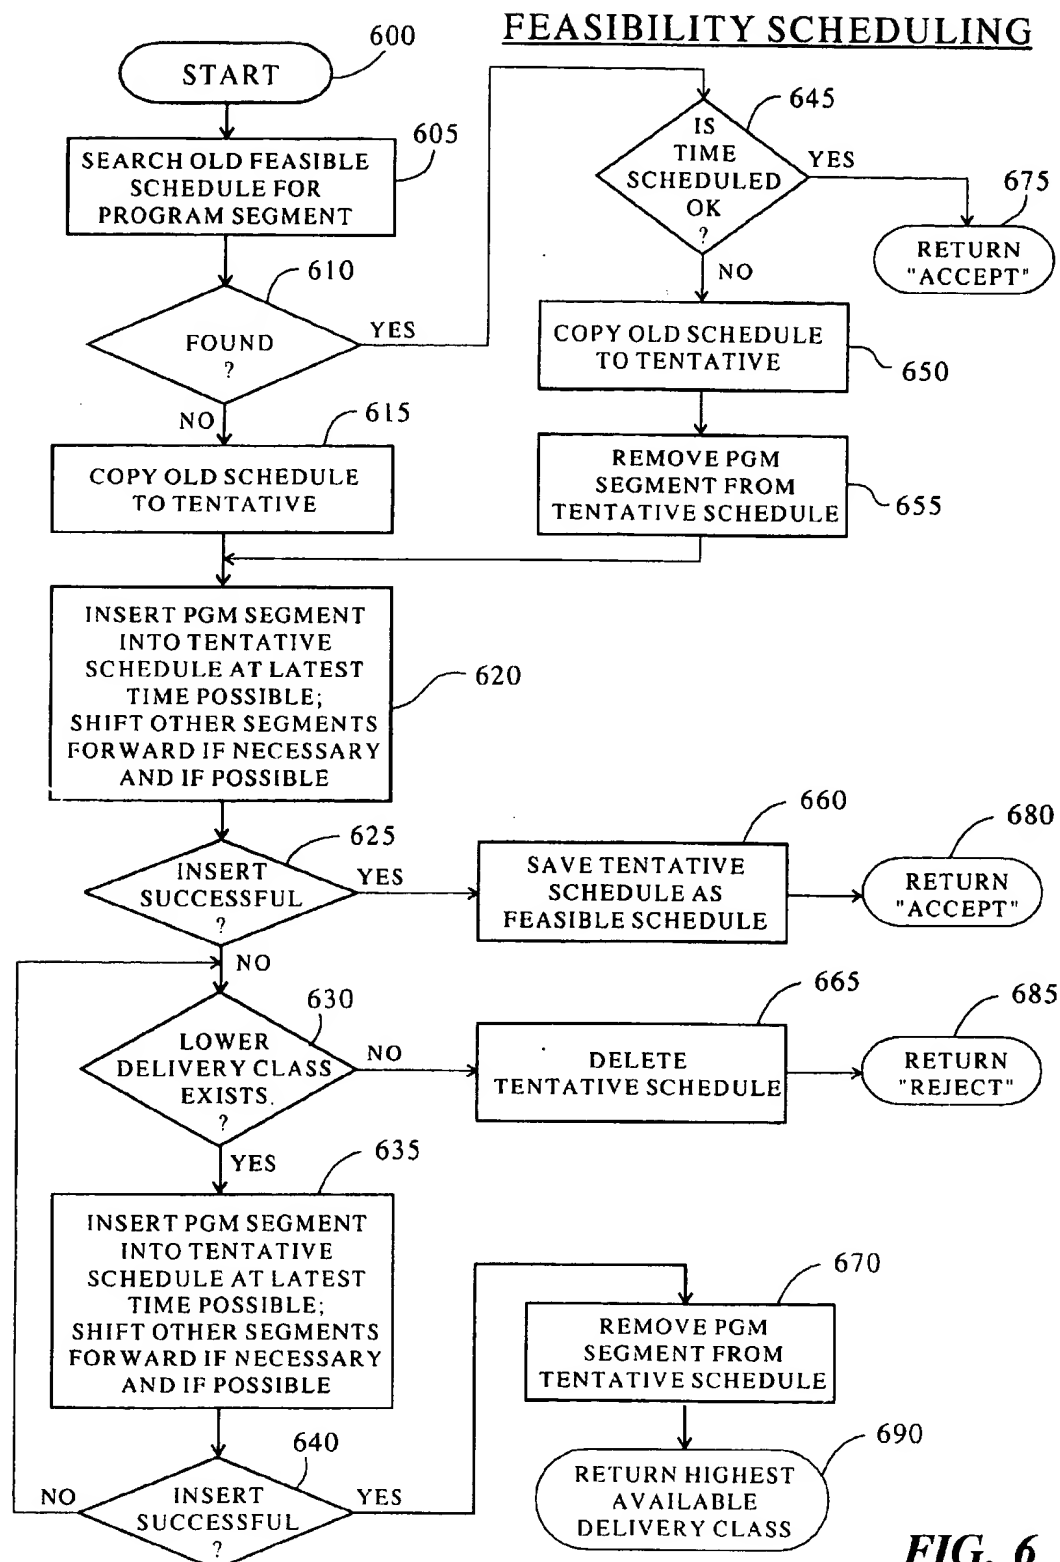 FEASIBILITY SCHEDULING
600
START
605
SEARCH OLD FEASIBLE
SCHEDULE FOR
PROGRAM SEGMENT
610
FOUND
?
YES
NO
645
IS
TIME
SCHEDULED
OK
?
YES
NO
675
RETURN
"ACCEPT"
COPY OLD SCHEDULE
TO TENTATIVE
650
REMOVE PGM
SEGMENT FROM
TENTATIVE SCHEDULE
655
615
COPY OLD SCHEDULE
TO TENTATIVE
INSERT PGM SEGMENT
INTO TENTATIVE
SCHEDULE AT LATEST
TIME POSSIBLE;
SHIFT OTHER SEGMENTS
FORWARD IF NECESSARY
AND IF POSSIBLE
620
625
INSERT
SUCCESSFUL
?
YES
NO
660
SAVE TENTATIVE
SCHEDULE AS
FEASIBLE SCHEDULE
680
RETURN
"ACCEPT"
630
LOWER
DELIVERY CLASS
EXISTS.
?
NO
YES
665
DELETE
TENTATIVE SCHEDULE
685
RETURN
"REJECT"
635
INSERT PGM SEGMENT
INTO TENTATIVE
SCHEDULE AT LATEST
TIME POSSIBLE;
SHIFT OTHER SEGMENTS
FORWARD IF NECESSARY
AND IF POSSIBLE
640
INSERT
SUCCESSFUL
?
NO
YES
670
REMOVE PGM
SEGMENT FROM
TENTATIVE SCHEDULE
690
RETURN HIGHEST
AVAILABLE
DELIVERY CLASS
FIG. 6